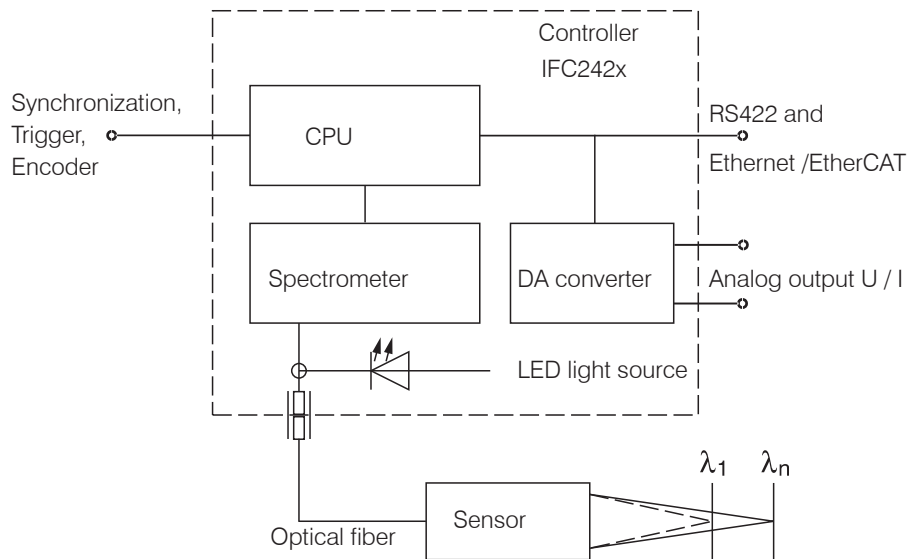 Controller
IFC242x
Synchronization,
Trigger,
Encoder
CPU
RS422 and
Ethernet /EtherCAT
Spectrometer
DA converter
Analog output U / I
LED light source
λ1
λn
Optical fiber
Sensor